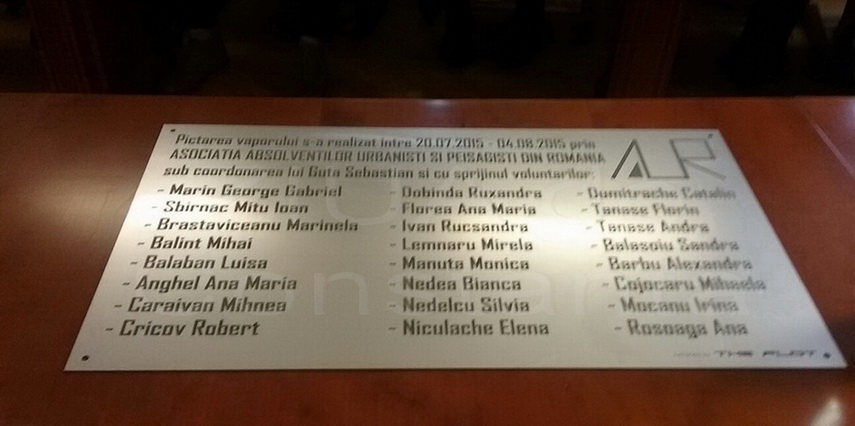 Pictarea vaporului s-a realizat intre 20.07.2015 - 04.08.2015 prin
ASOCIATIA ABSOLVENTILOR URBANISTI SI PEISAGISTI DIN ROMANIA
sub coordonarea lui Guta Sebastian si cu sprijinul voluntarilor:
AUR
- Marin George Gabriel
- Sbirnac Mitu Ioan
- Brastaviceanu Marinela
- Balint Mihai
- Balaban Luisa
- Anghel Ana Maria
- Caraivan Mihnea
- Cricov Robert
- Dobinda Ruxandra
- Florea Ana Maria
- Ivan Rucsandra
- Lemnaru Mirela
- Manuta Monica
- Nedea Bianca
- Nedelcu Silvia
- Niculache Elena
- Dumitrache Catalin
- Tanase Florin
- Tanase Andra
- Balasoiu Sandra
- Barbu Alexandra
- Cojocaru Mihaela
- Mocanu Irina
- Rosoaga Ana
THE PLOT